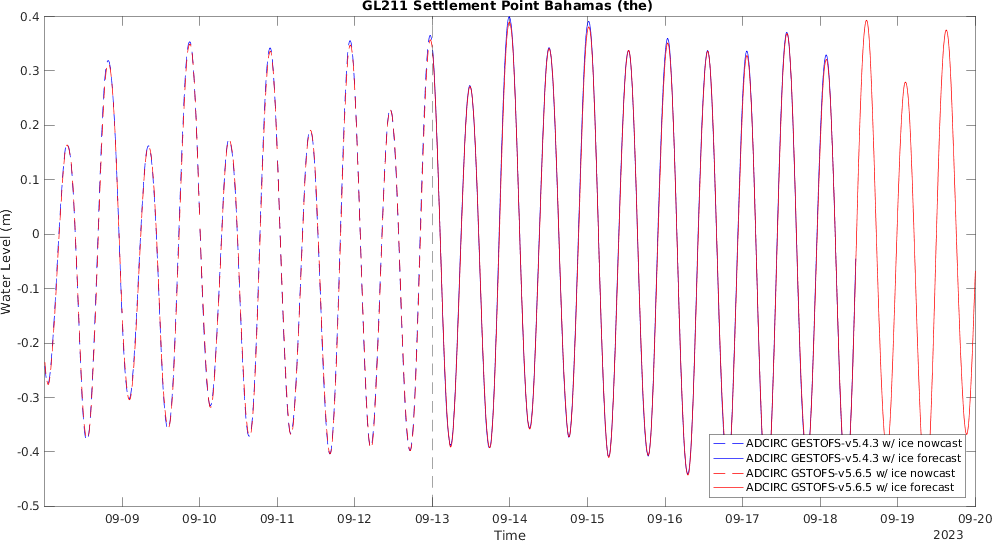 GL211 Settlement Point Bahamas (the)
0.4
0.3
0.2
0.1
0
-0.1
-0.2
-0.3
-0.4
-0.5
Water Level (m)
ADCIRC GESTOFS-v5.4.3 w/ ice nowcast
ADCIRC GESTOFS-v5.4.3 w/ ice forecast
ADCIRC GSTOFS-v5.6.5 w/ ice nowcast
ADCIRC GSTOFS-v5.6.5 w/ ice forecast
09-09 09-10 09-11 09-12 09-13 09-14 09-15 09-16 09-17 09-18 09-19 09-20
Time
2023